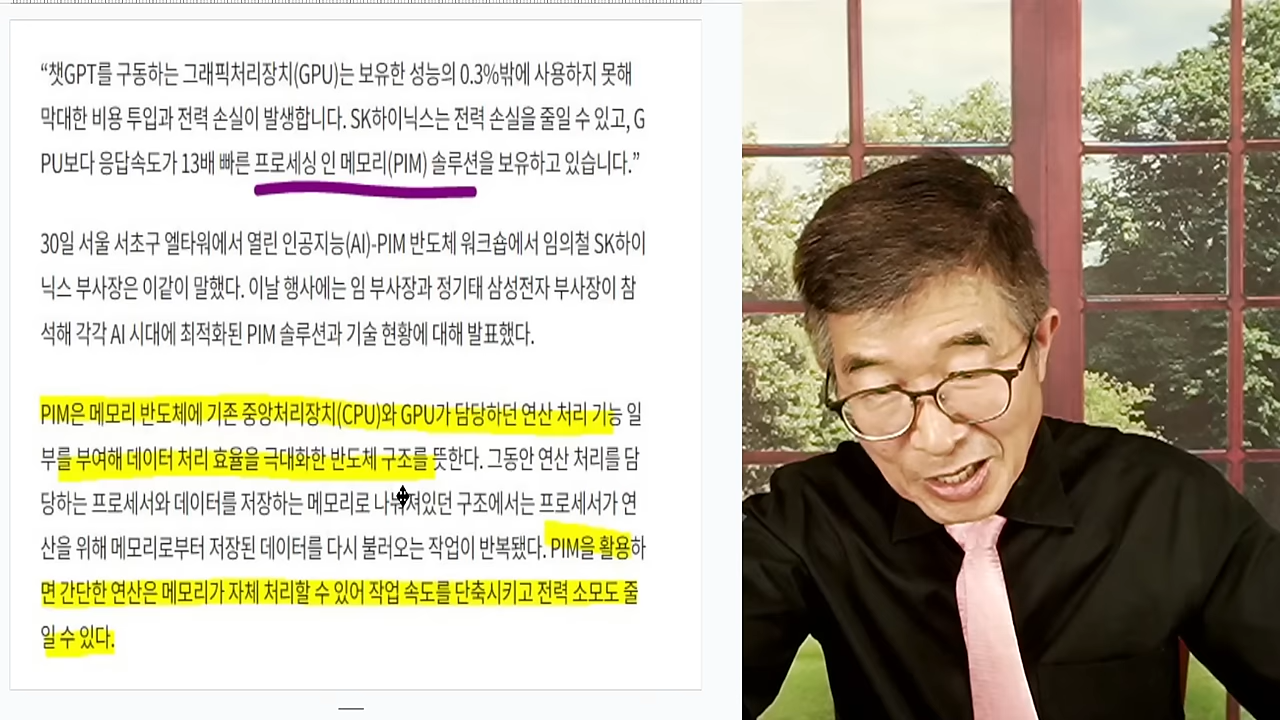 “챗GPT를 구동하는 그래픽처리장치(GPU)는 보유한 성능의 0.3%밖에 사용하지 못해
막대한 비용 투입과 전력 손실이 발생합니다. SK하이닉스는 전력 손실을 줄일 수 있고, G
PU보다 응답속도가 13배 빠른 프로세싱 인 메모리(PIM) 솔루션을 보유하고 있습니다.”
30일 서울 서초구 엘타워에서 열린 인공지능(AI)-PIM 반도체 워크숍에서 임의철 SK하이
닉스 부사장은 이같이 말했다. 이날 행사에는 임 부사장과 정기태 삼성전자 부사장이 참
석해 각각 AI 시대에 최적화된 PIM 솔루션과 기술 현황에 대해 발표했다.
PIM은 메모리 반도체에 기존 중앙처리장치(CPU)와 GPU가 담당하던 연산 처리 기능 일
부를 부여해 데이터 처리 효율을 극대화한 반도체 구조를 뜻한다. 그동안 연산 처리를 담
당하는 프로세서와 데이터를 저장하는 메모리로 나눠져있던 구조에서는 프로세서가 연
산을 위해 메모리로부터 저장된 데이터를 다시 불러오는 작업이 반복됐다. PIM을 활용하
면 간단한 연산은 메모리가 자체 처리할 수 있어 작업 속도를 단축시키고 전력 소모도 줄
일 수 있다.